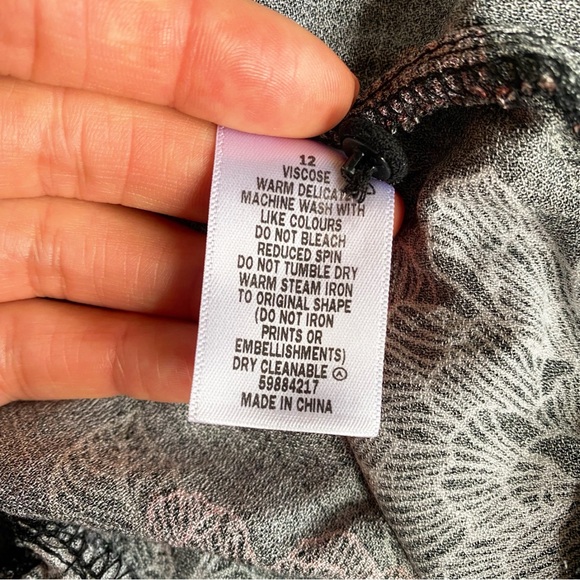 12
VISCOSE
WARM DELICATE
MACHINE WASH WITH
LIKE COLOURS
DO NOT BLEACH
REDUCED SPIN
DO NOT TUMBLE DRY
WARM STEAM IRON
TO ORIGINAL SHAPE
(DO NOT IRON
PRINTS OR
EMBELLISHMENTS)
DRY CLEANABLE Ⓐ
59884217
MADE IN CHINA